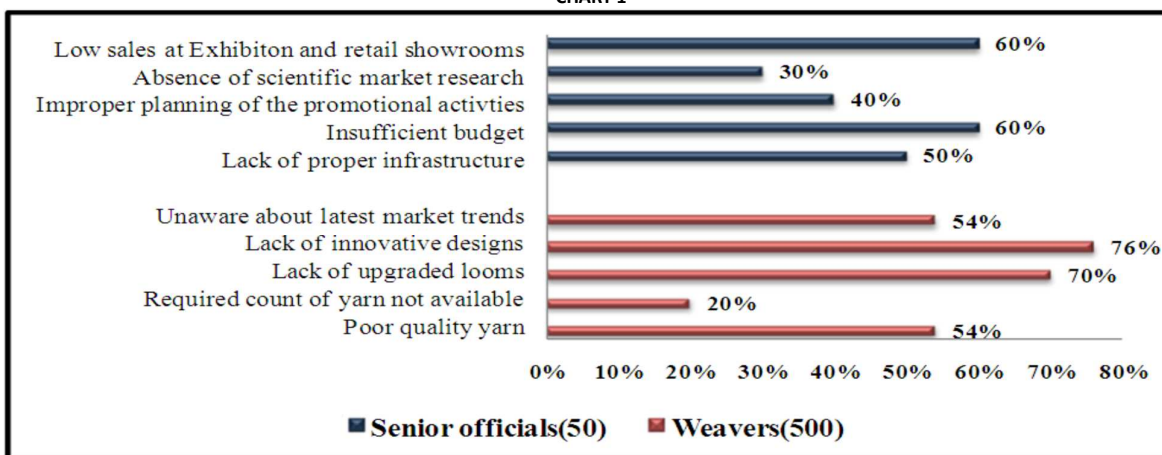 CHART 1
Low sales at Exhibiton and retail showrooms 60%
Absence of scientific market research 30%
Improper planning of the promotional activties 40%
Insufficient budget 60%
Lack of proper infrastructure 50%
Unaware about latest market trends 54%
Lack of innovative designs 76%
Lack of upgraded looms 70%
Required count of yarn not available 20%
Poor quality yarn 54%
0% 10% 20% 30% 40% 50% 60% 70% 80%
Senior officials(50) Weavers(500)